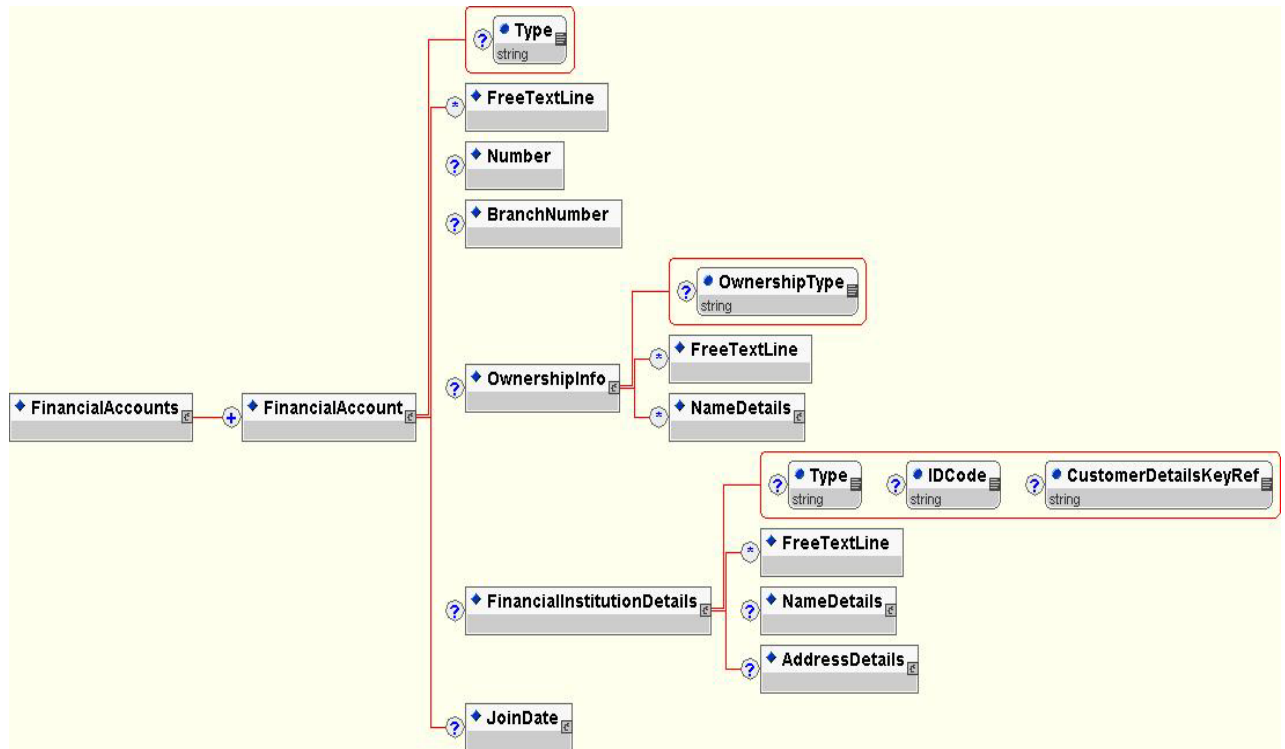 Type
string
FreeTextLine
Number
BranchNumber
OwnershipType
string
FreeTextLine
OwnershipInfo
NameDetails
FinancialAccounts
FinancialAccount
Type
string
IDCode
string
CustomerDetailsKeyRef
string
FreeTextLine
FinancialInstitutionDetails
NameDetails
AddressDetails
JoinDate